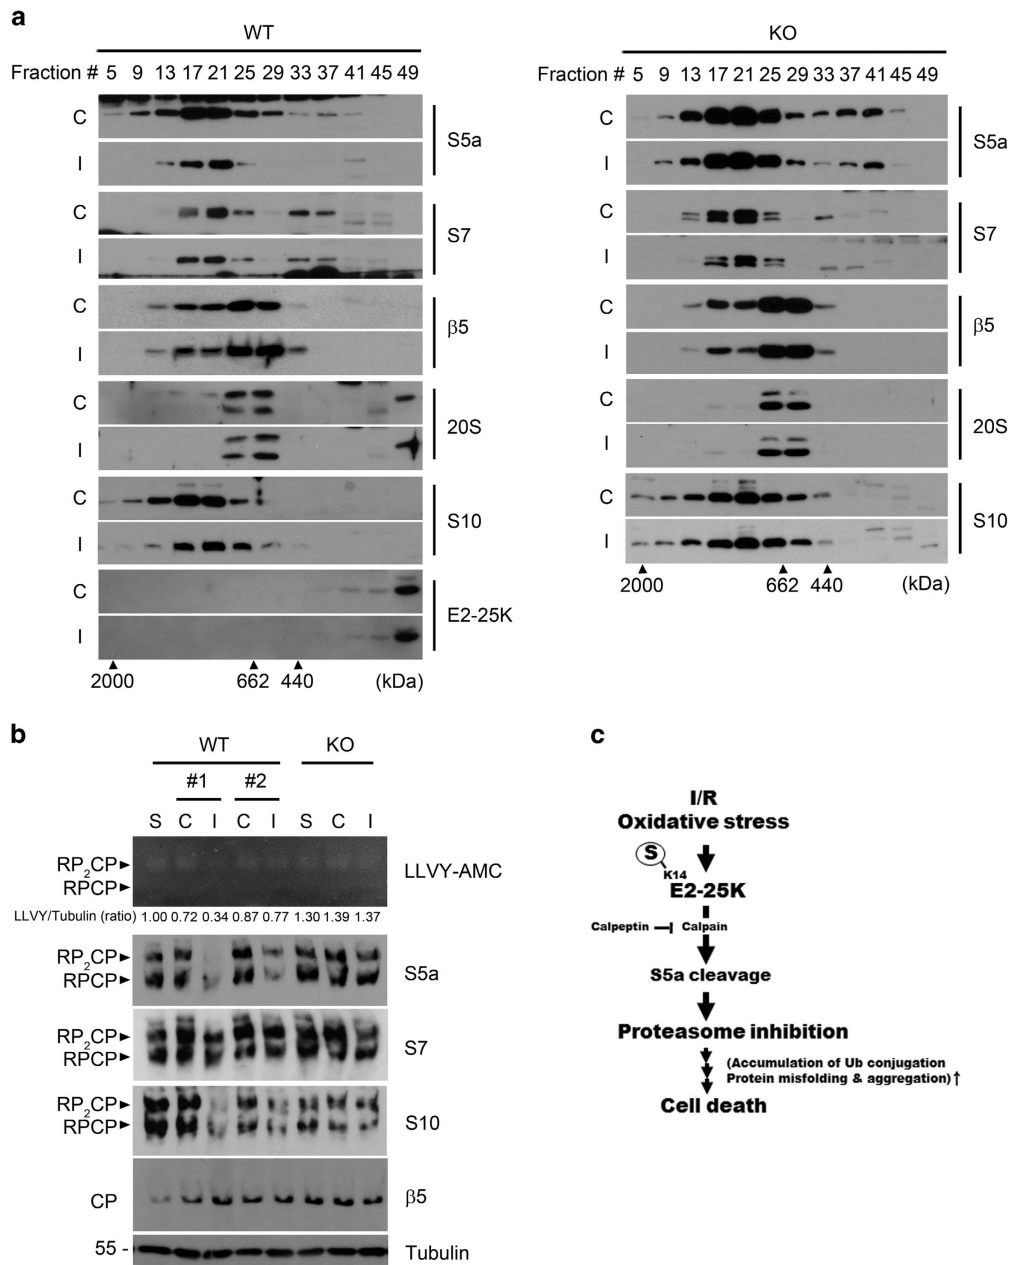 a
WT
Fraction # 5 9 13 17 21 25 29 33 37 41 45 49
C
I
S5a
C
I
S7
C
I
β5
C
I
20S
C
I
S10
C
I
E2-25K
2000 662 440 (kDa)
KO
Fraction # 5 9 13 17 21 25 29 33 37 41 45 49
C
I
S5a
C
I
S7
C
I
β5
C
I
20S
C
I
S10
2000 662 440 (kDa)
b
WT KO
#1 #2
S C I C I S C I
RP2CP
RPCP
LLVY-AMC
LLVY/Tubulin (ratio) 1.00 0.72 0.34 0.87 0.77 1.30 1.39 1.37
RP2CP
RPCP
S5a
RP2CP
RPCP
S7
RP2CP
RPCP
S10
CP β5
55 - Tubulin
c
I/R
Oxidative stress
S
K14
E2-25K
Calpeptin Calpain
S5a cleavage
Proteasome inhibition
(Accumulation of Ub conjugation
Protein misfolding & aggregation)↑
Cell death